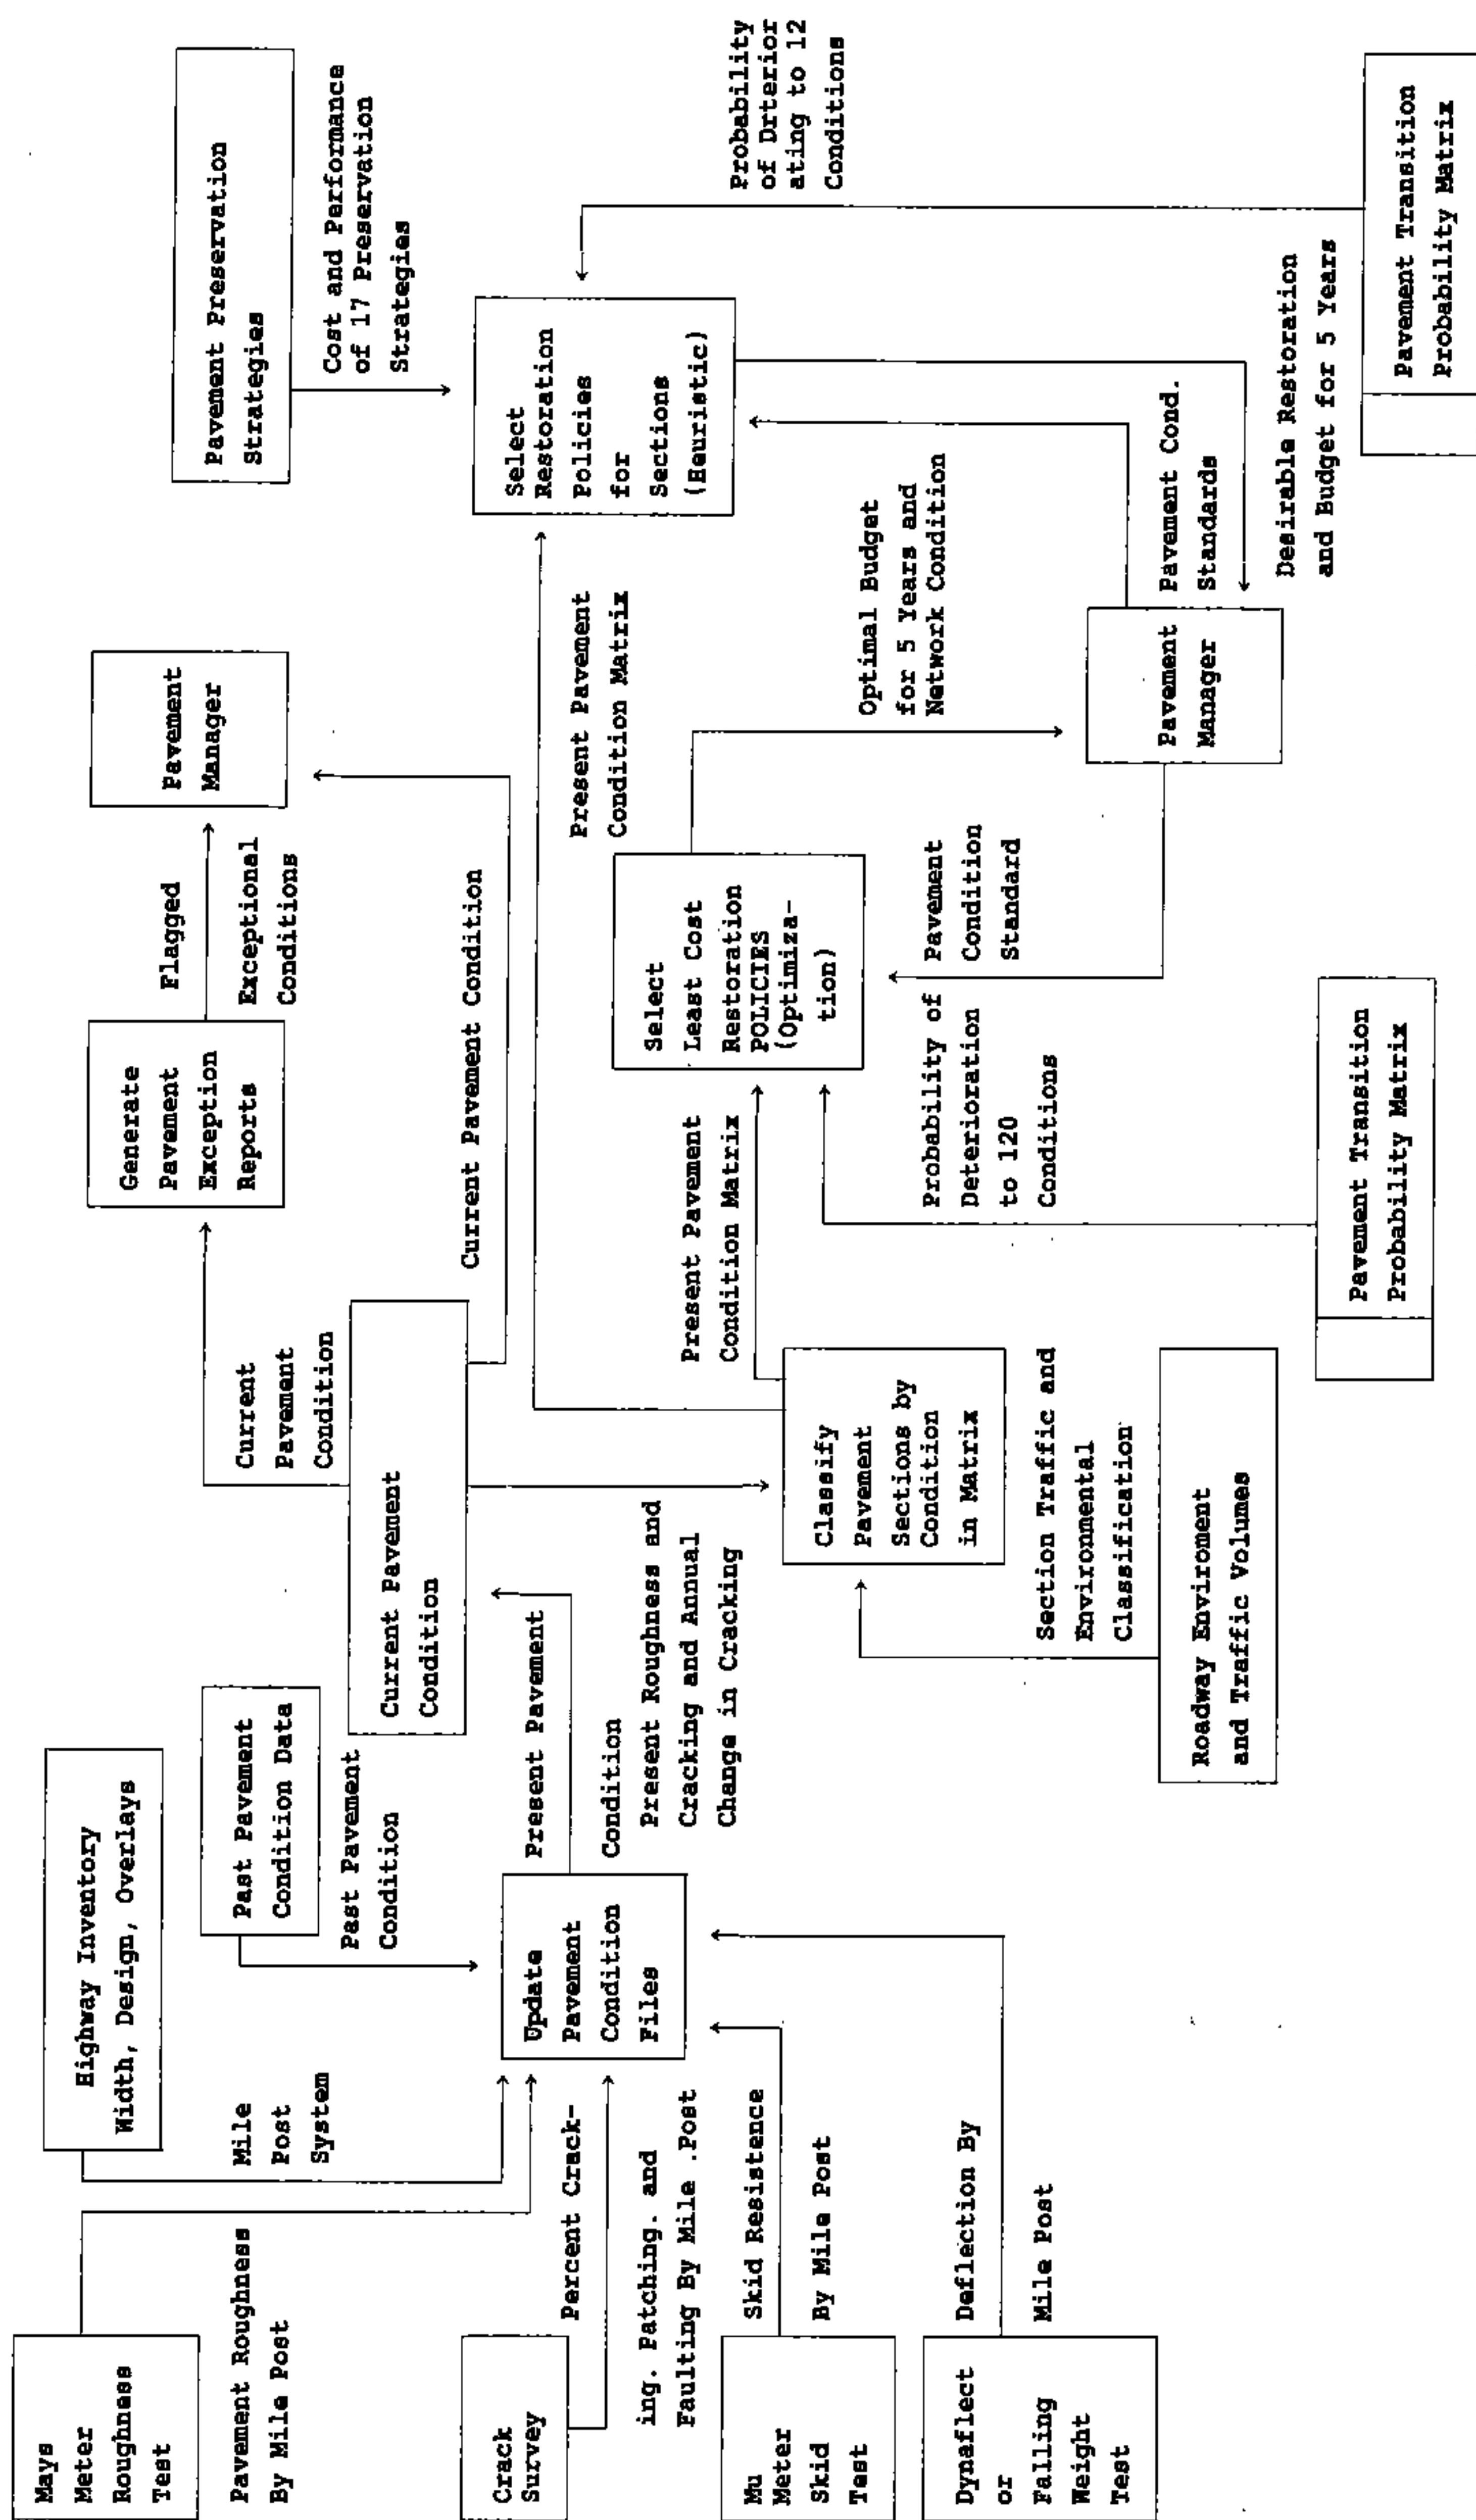 Mays
Meter
Roughness
Test
Pavement Roughness
By Mile Post
Highway Inventory
Width, Design, Overlays
Mile
Post
System
Crack
Survey
Percent Crack-
ing. Patching. and
Faulting By Mile .Post
Mu
Meter
Skid
Test
Skid Resistence
By Mile Post
Dynaflect
or
Falling
Weight
Test
Deflection By
Mile Post
Past Pavement
Condition Data
Past Pavement
Condition
Update
Pavement
Condition
Files
Present Pavement
Condition
Present Roughness and
Cracking and Annual
Change in Cracking
Current Pavement
Condition
Current
Pavement
Condition
Generate
Pavement
Exception
Reports
Flagged
Exceptional
Conditions
Pavement
Manager
Current Pavement Condition
Classify
Pavement
Sections by
Condition
in Matrix
Section Traffic and
Environmental
Classification
Roadway Enviroment
and Traffic Volumes
Present Pavement
Condition Matrix
Present Pavement
Condition Matrix
Select
Least Cost
Restoration
POLICIES
(Optimiza-
tion)
Probability of
Deterioration
to 120
Conditions
Pavement Transition
Probability Matrix
Pavement
Condition
Standard
Optimal Budget
for 5 Years and
Network Condition
Pavement
Manager
Pavement Cond.
Standards
Desirable Restoration
and Budget for 5 Years
Select
Restoration
Policies
for
Sections
(Heuristic)
Pavement Preservation
Strategies
Cost and Performance
of 17 Preservation
Strategies
Probability
of Drterior
ating to 12
Conditions
Pavement Transition
Probability Matrix